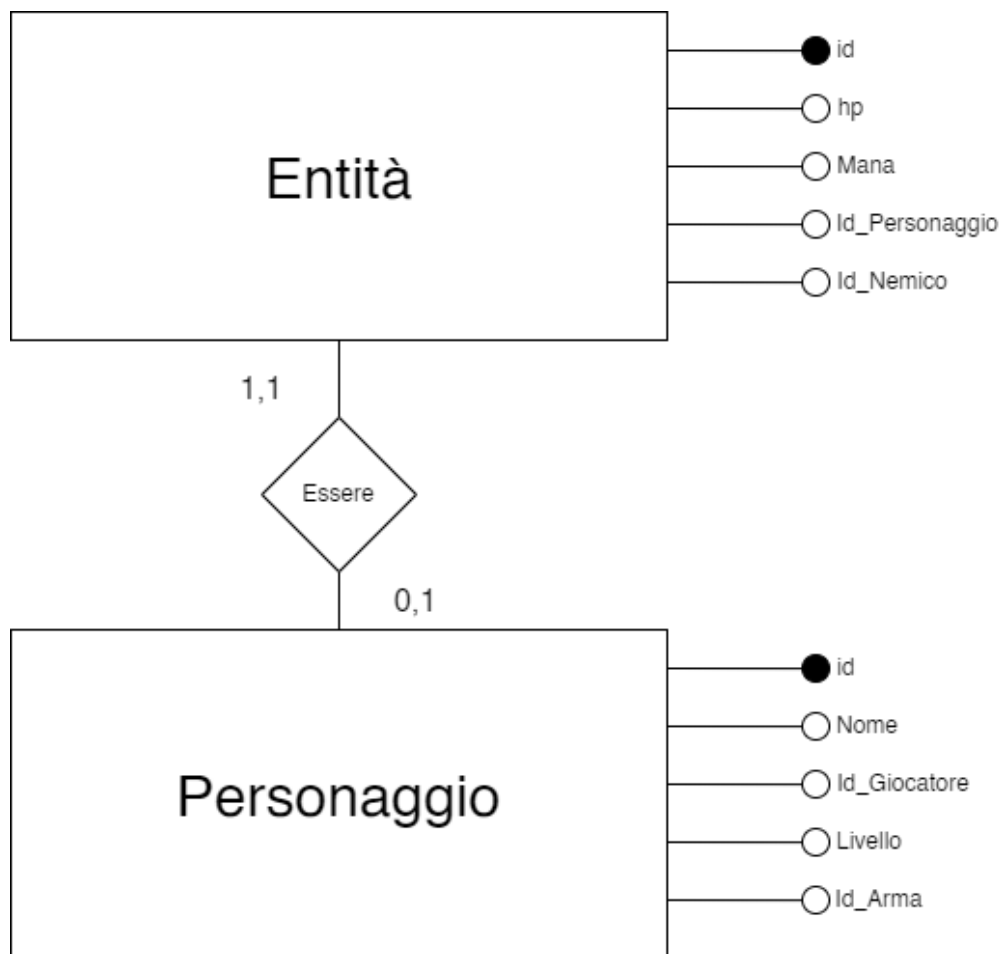 id
hp
Entità
Mana
Id_Personaggio
Id_Nemico
1,1
Essere
0,1
id
Nome
Id_Giocatore
Personaggio
Livello
Id_Arma